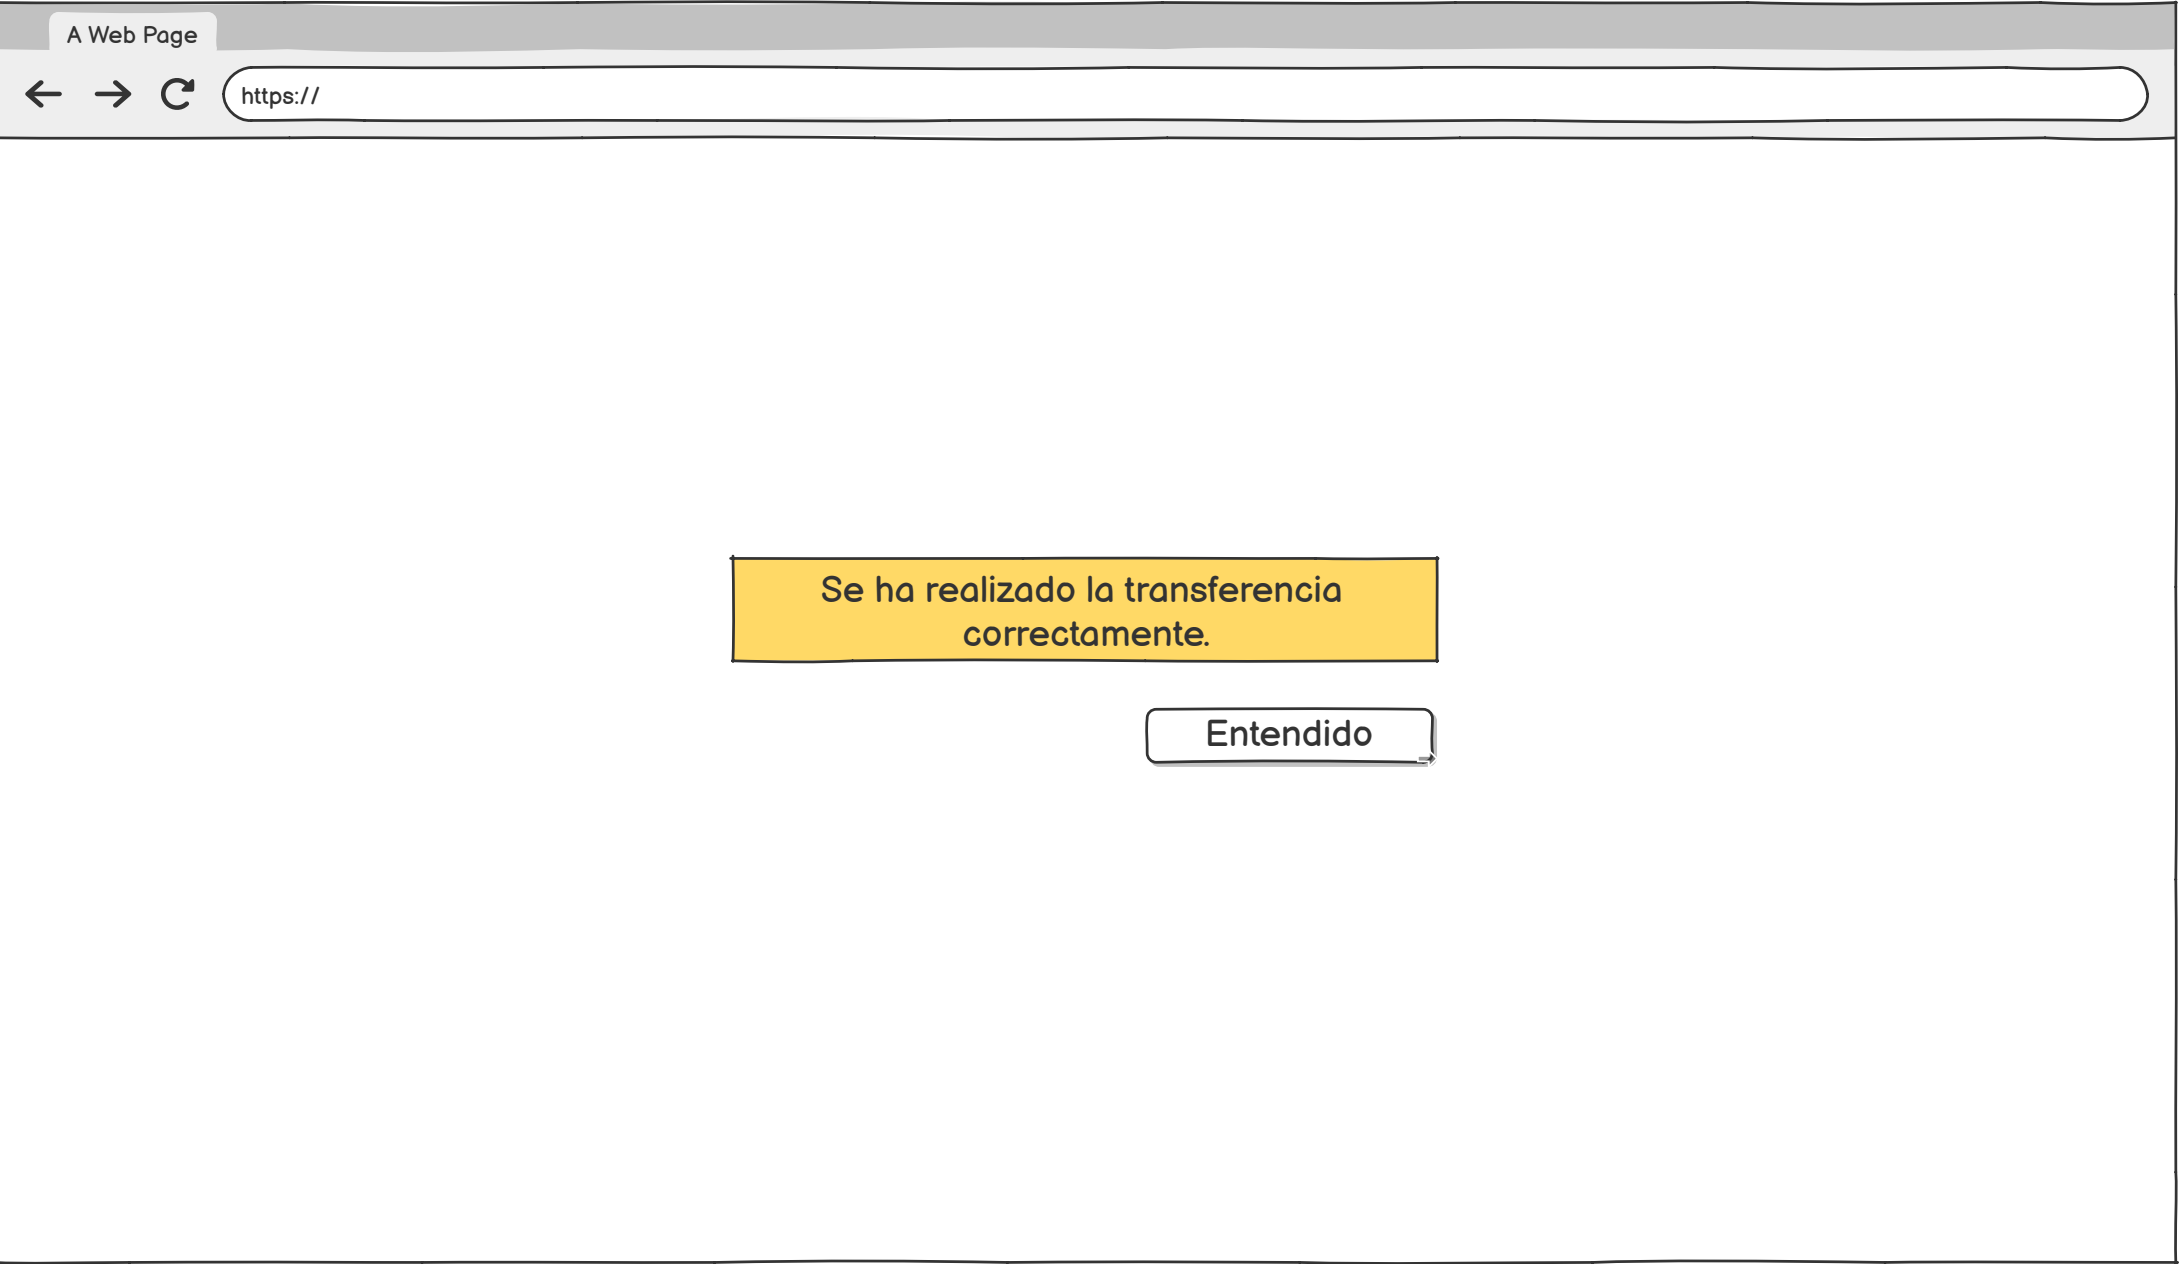 A Web Page
https://
Se ha realizado la transferencia
correctamente.
Entendido